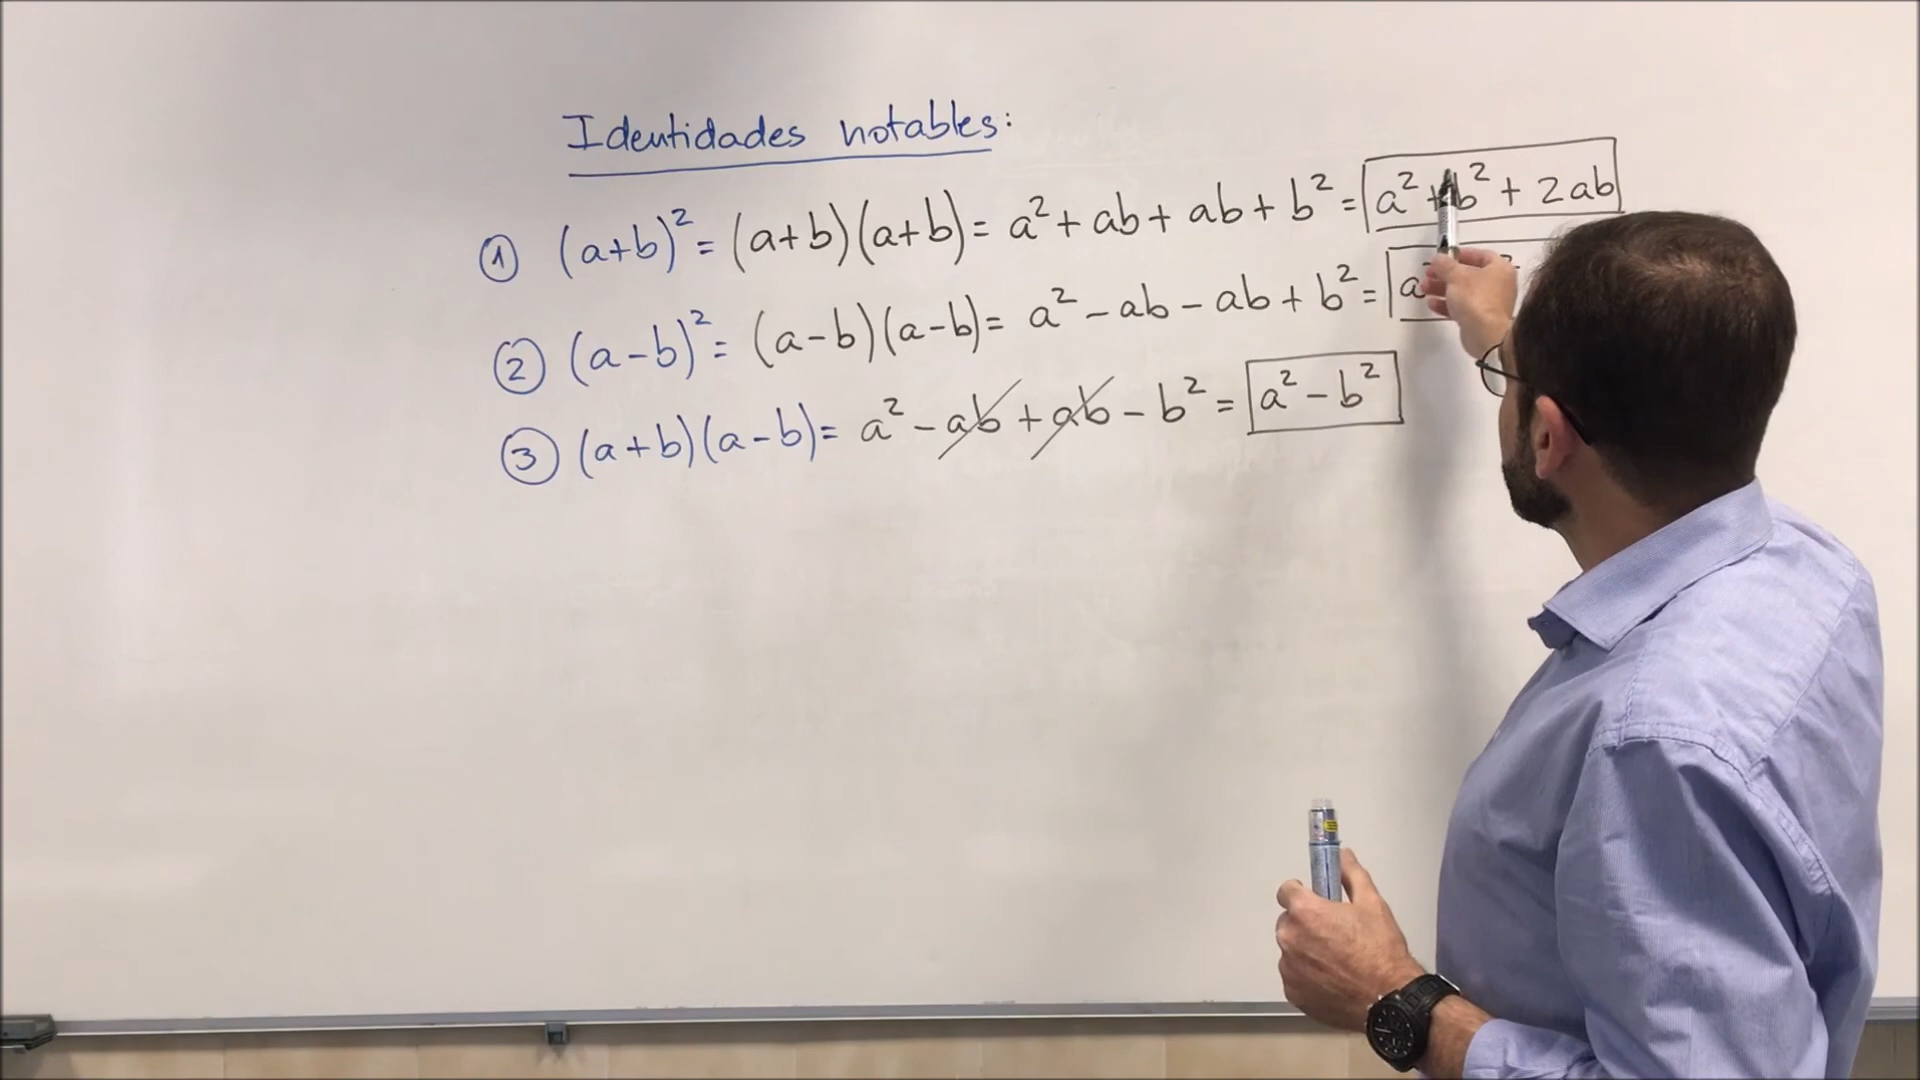 Identidades notables:
① (a+b)² = (a+b)(a+b) = a² + ab + ab + b² = a² + b² + 2ab
② (a-b)² = (a-b)(a-b) = a² - ab - ab + b² = a
③ (a+b)(a-b) = a² - ab + ab - b² = a² - b²